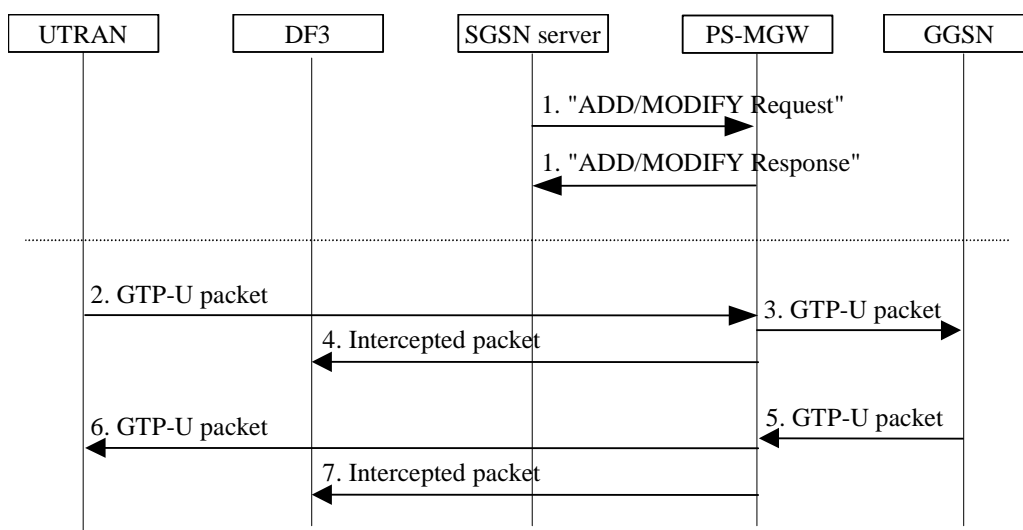 UTRAN
DF3
SGSN server
PS-MGW
GGSN
1. "ADD/MODIFY Request"
1. "ADD/MODIFY Response"
2. GTP-U packet
3. GTP-U packet
4. Intercepted packet
5. GTP-U packet
6. GTP-U packet
7. Intercepted packet